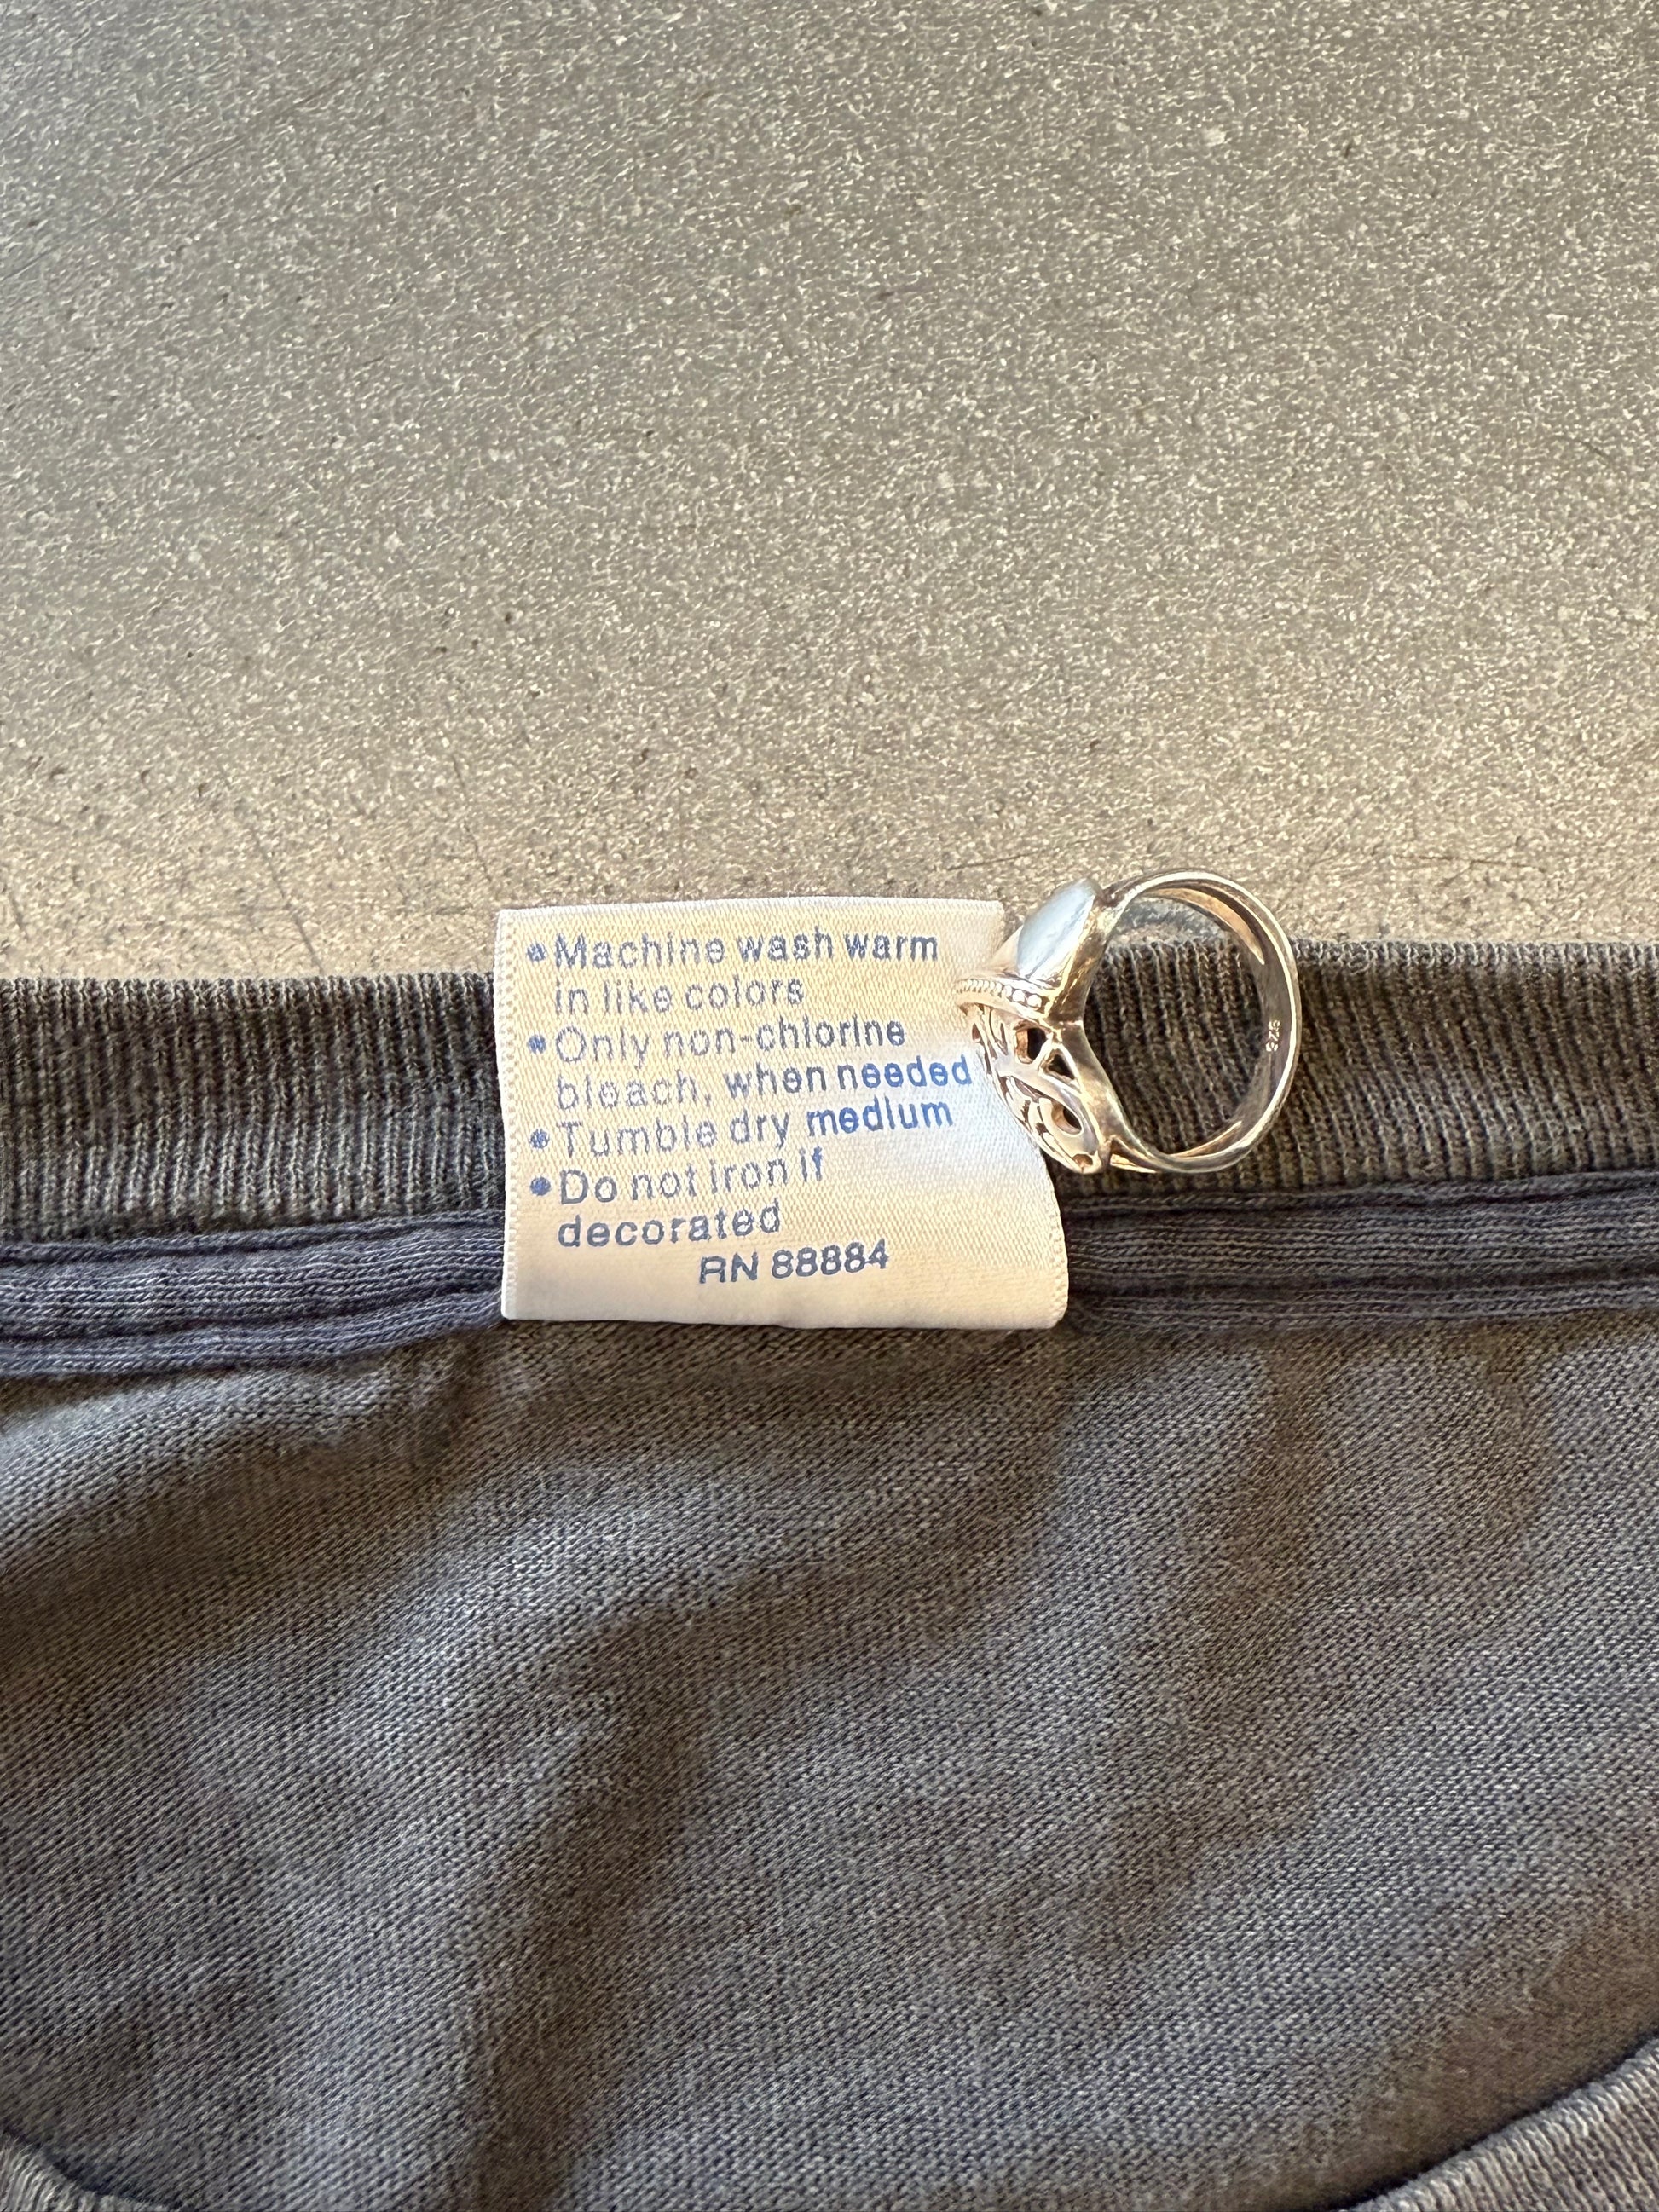 •Machine wash warm
in like colors
•Only non-chlorine
bleach, when needed
•Tumble dry medium
•Do not iron if
decorated
RN 88884
925